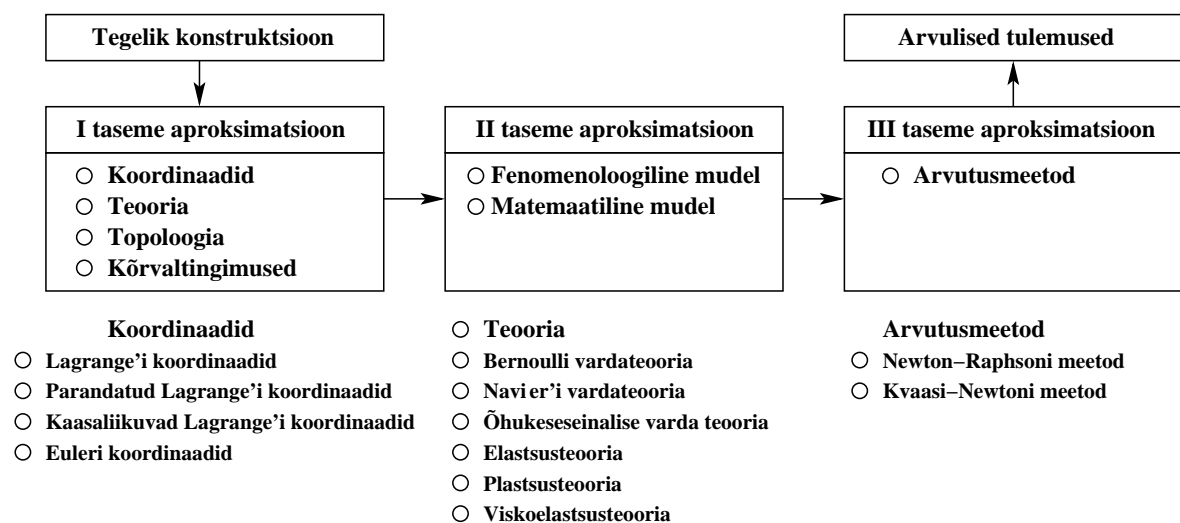 Tegelik konstruktsioon
Arvulised tulemused
I taseme aproksimatsioon
Koordinaadid
Teooria
Topoloogia
Kõrvaltingimused
II taseme aproksimatsioon
Fenomenoloogiline mudel
Matemaatiline mudel
III taseme aproksimatsioon
Arvutusmeetod
Koordinaadid
Lagrange’i koordinaadid
Parandatud Lagrange’i koordinaadid
Kaasaliikuvad Lagrange’i koordinaadid
Euleri koordinaadid
Teooria
Bernoulli vardateooria
Navier’i vardateooria
Õhukeseseinalise varda teooria
Elastsusteooria
Plastsusteooria
Viskoelastsusteooria
Arvutusmeetod
Newton−Raphsoni meetod
Kvaasi−Newtoni meetod